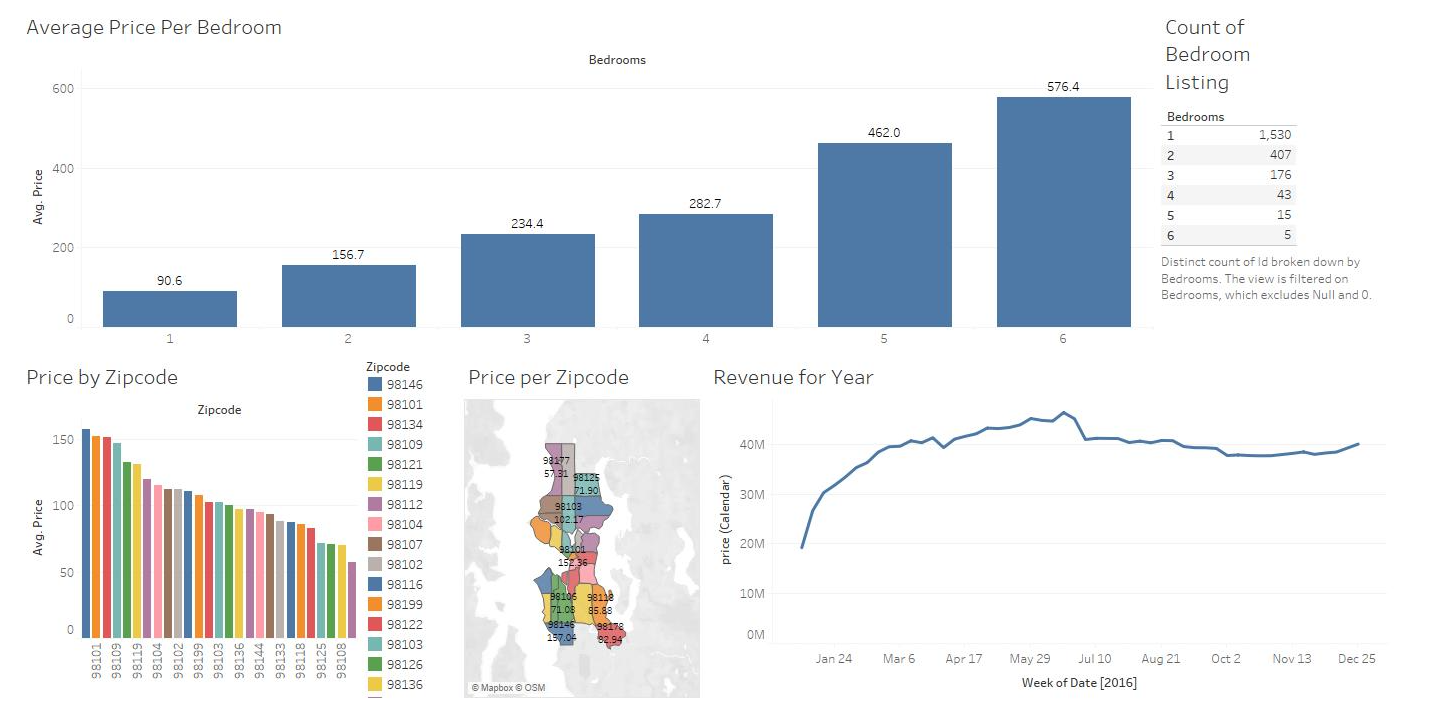 Average Price Per Bedroom
Bedrooms
Avg. Price
600
400
200
0
90.6
156.7
234.4
282.7
462.0
576.4
1
2
3
4
5
6
Count of
Bedroom
Listing
Bedrooms
1 1,530
2 407
3 176
4 43
5 15
6 5
Distinct count of Id broken down by
Bedrooms. The view is filtered on
Bedrooms, which excludes Null and 0.
Price by Zipcode
Zipcode
Avg. Price
150
100
50
0
98101
98109
98119
98104
98102
98199
98103
98136
98144
98133
98118
98125
98108
Zipcode
98146
98101
98134
98109
98121
98119
98112
98104
98107
98102
98116
98199
98122
98103
98126
98136
Price per Zipcode
98177
57.31
98125
71.90
98103
102.17
98101
152.36
98106
71.08
98118
85.88
98146
157.04
98178
82.94
© Mapbox © OSM
Revenue for Year
price (Calendar)
40M
30M
20M
10M
0M
Jan 24
Mar 6
Apr 17
May 29
Jul 10
Aug 21
Oct 2
Nov 13
Dec 25
Week of Date [2016]